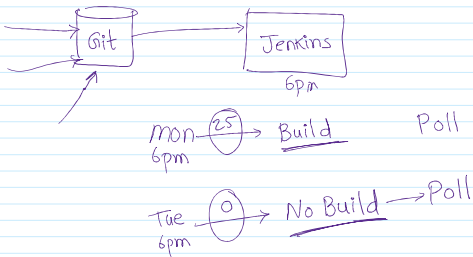 Git
Jenkins
6pm
Mon 25 Build Poll
6pm
Tue 0 No Build Poll
6pm